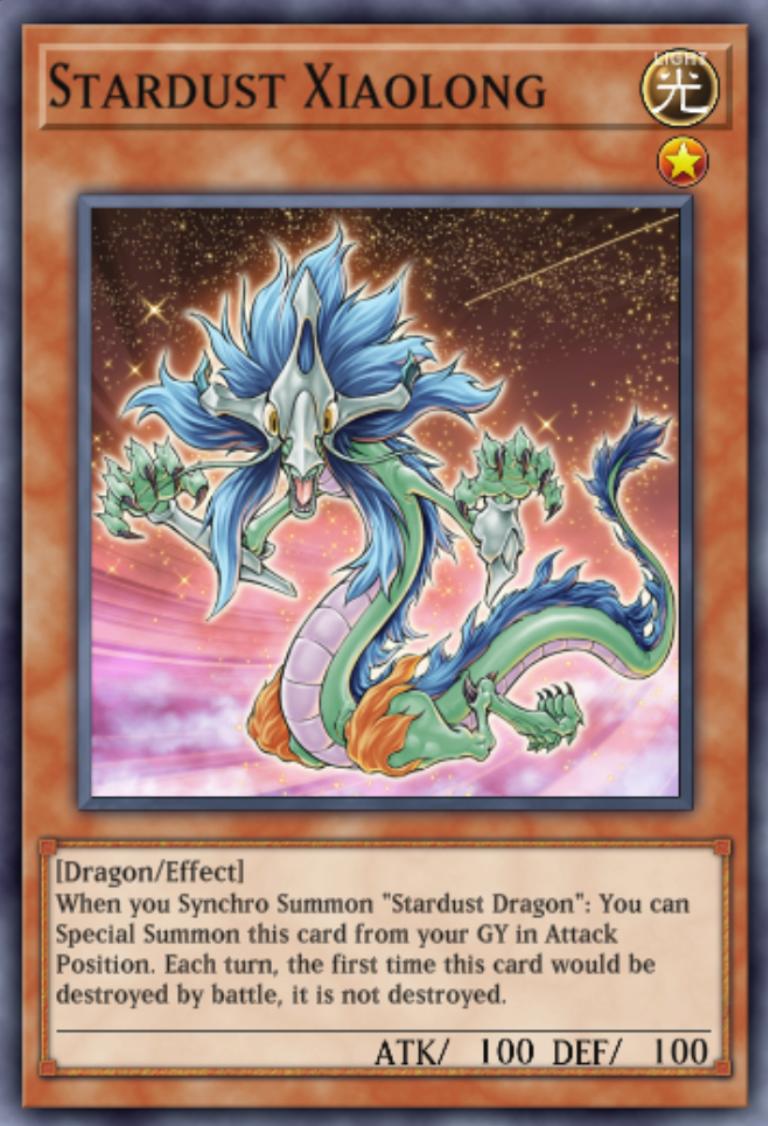 Stardust Xiaolong
LIGHT
光
[Dragon/Effect]
When you Synchro Summon "Stardust Dragon": You can
Special Summon this card from your GY in Attack
Position. Each turn, the first time this card would be
destroyed by battle, it is not destroyed.
ATK/ 100 DEF/ 100